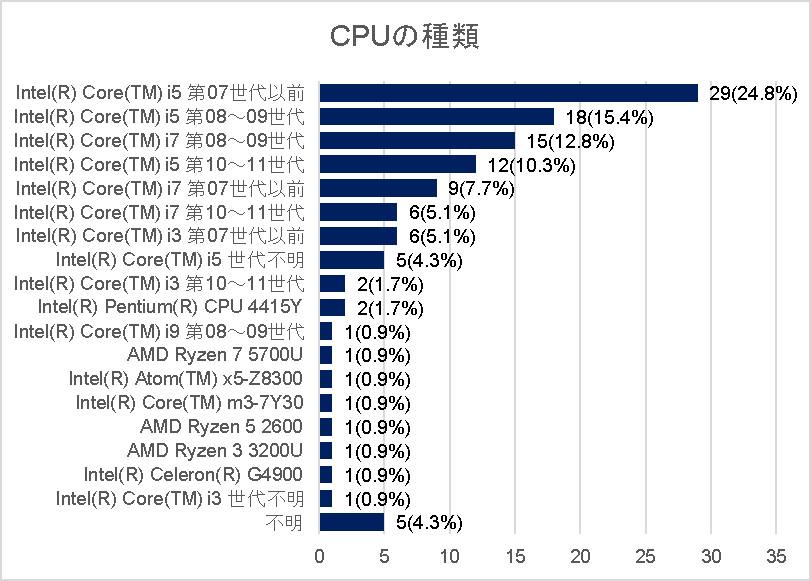 CPUの種類
Intel(R) Core(TM) i5 第07世代以前 29(24.8%)
Intel(R) Core(TM) i5 第08～09世代 18(15.4%)
Intel(R) Core(TM) i7 第08～09世代 15(12.8%)
Intel(R) Core(TM) i5 第10～11世代 12(10.3%)
Intel(R) Core(TM) i7 第07世代以前 9(7.7%)
Intel(R) Core(TM) i7 第10～11世代 6(5.1%)
Intel(R) Core(TM) i3 第07世代以前 6(5.1%)
Intel(R) Core(TM) i5 世代不明 5(4.3%)
Intel(R) Core(TM) i3 第10～11世代 2(1.7%)
Intel(R) Pentium(R) CPU 4415Y 2(1.7%)
Intel(R) Core(TM) i9 第08～09世代 1(0.9%)
AMD Ryzen 7 5700U 1(0.9%)
Intel(R) Atom(TM) x5-Z8300 1(0.9%)
Intel(R) Core(TM) m3-7Y30 1(0.9%)
AMD Ryzen 5 2600 1(0.9%)
AMD Ryzen 3 3200U 1(0.9%)
Intel(R) Celeron(R) G4900 1(0.9%)
Intel(R) Core(TM) i3 世代不明 1(0.9%)
不明 5(4.3%)
0 5 10 15 20 25 30 35